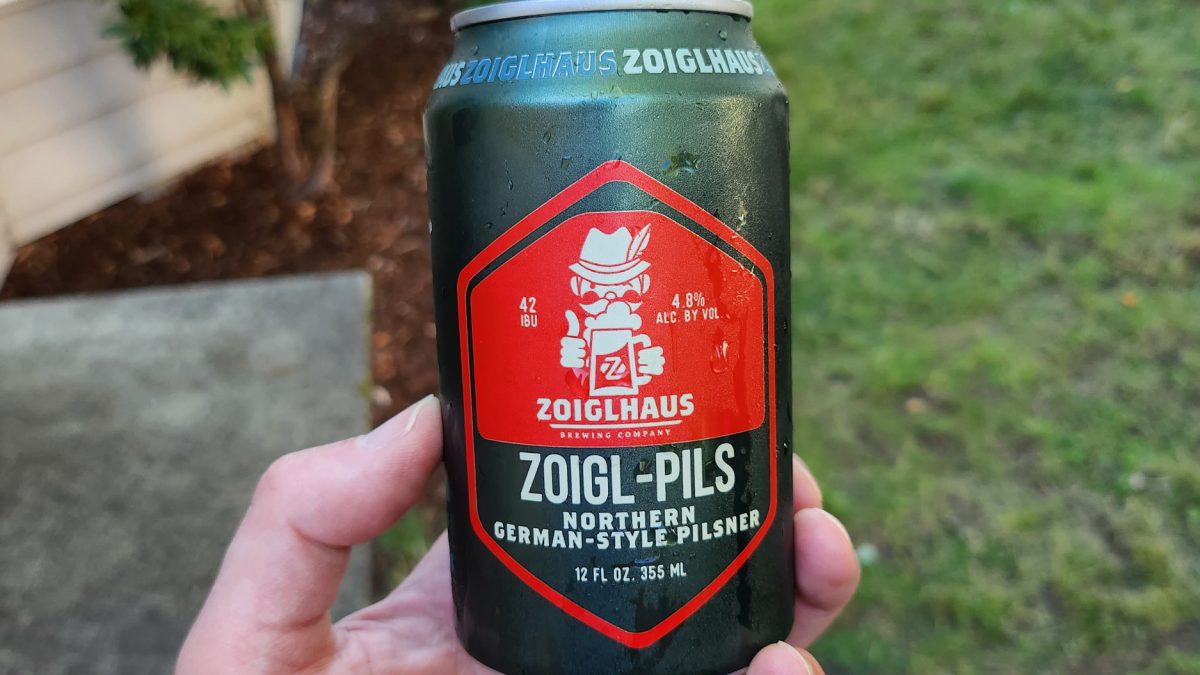 ZOIGLHAUS ZOIGLHAUS
42
IBU
4.8%
ALC. BY VOL.
Z
ZOIGLHAUS
BREWING COMPANY
ZOIGL-PILS
NORTHERN
GERMAN-STYLE PILSNER
12 FL OZ. 355 ML